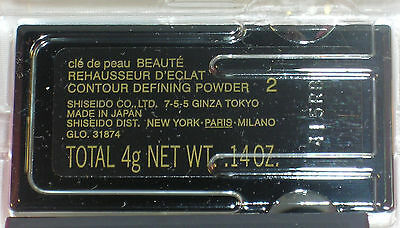 clé de peau BEAUTÉ
REHAUSSEUR D'ECLAT
CONTOUR DEFINING POWDER 2
SHISEIDO CO., LTD. 7-5-5 GINZA TOKYO
MADE IN JAPAN
SHISEIDO DIST. NEW YORK·PARIS·MILANO
GLO. 31874
TOTAL 4g NET WT. .14 OZ.